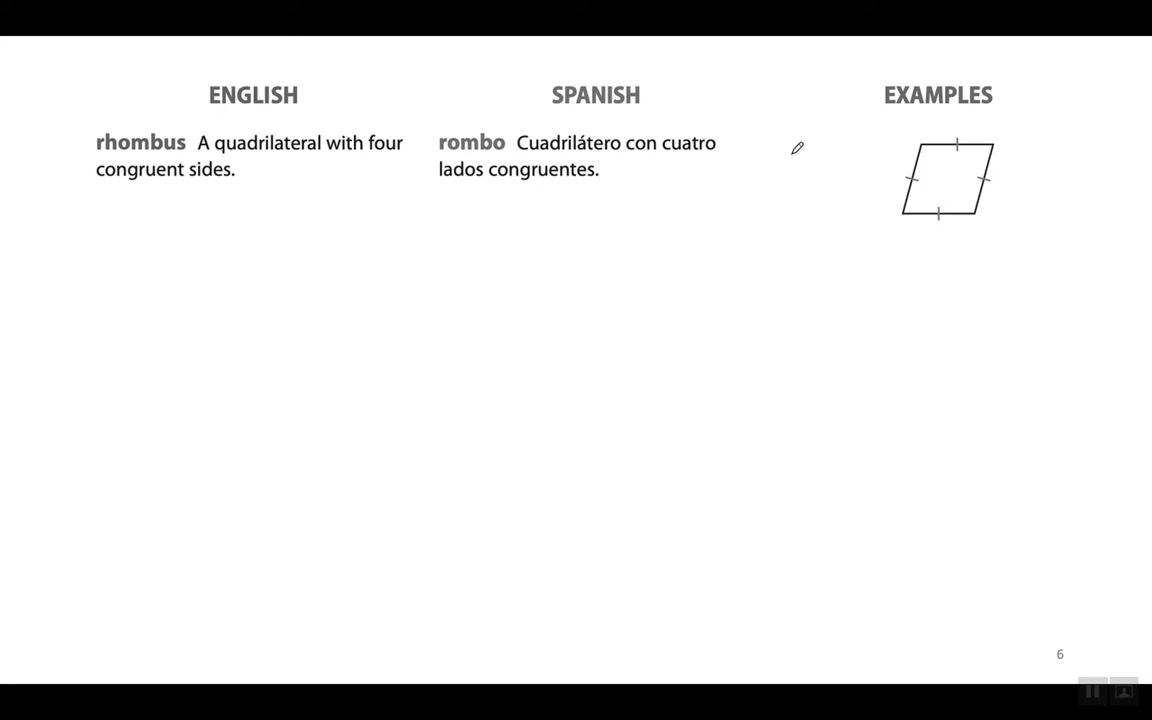 ENGLISH SPANISH EXAMPLES
rhombus A quadrilateral with four
congruent sides.
rombo Cuadrilátero con cuatro
lados congruentes.
6